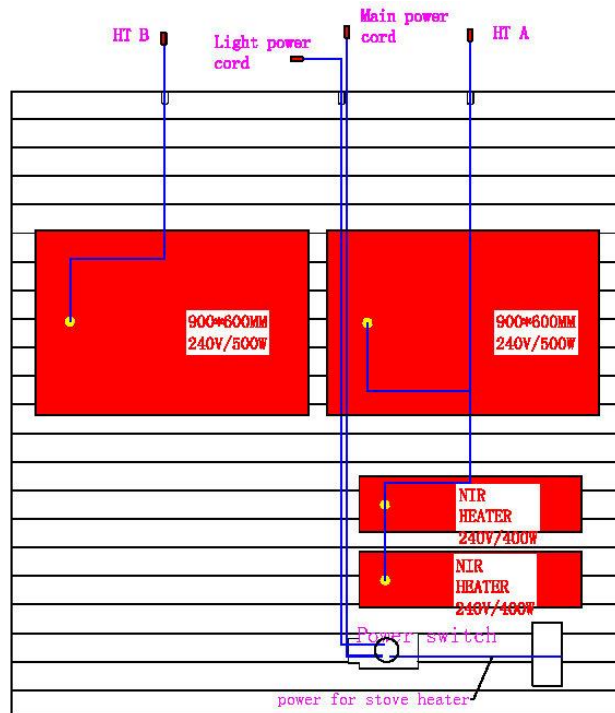 HT B
Light power
cord
Main power
cord
HT A
900*600MM
240V/500W
900*600MM
240V/500W
NIR
HEATER
240V/400W
NIR
HEATER
240V/400W
Power switch
power for stove heater